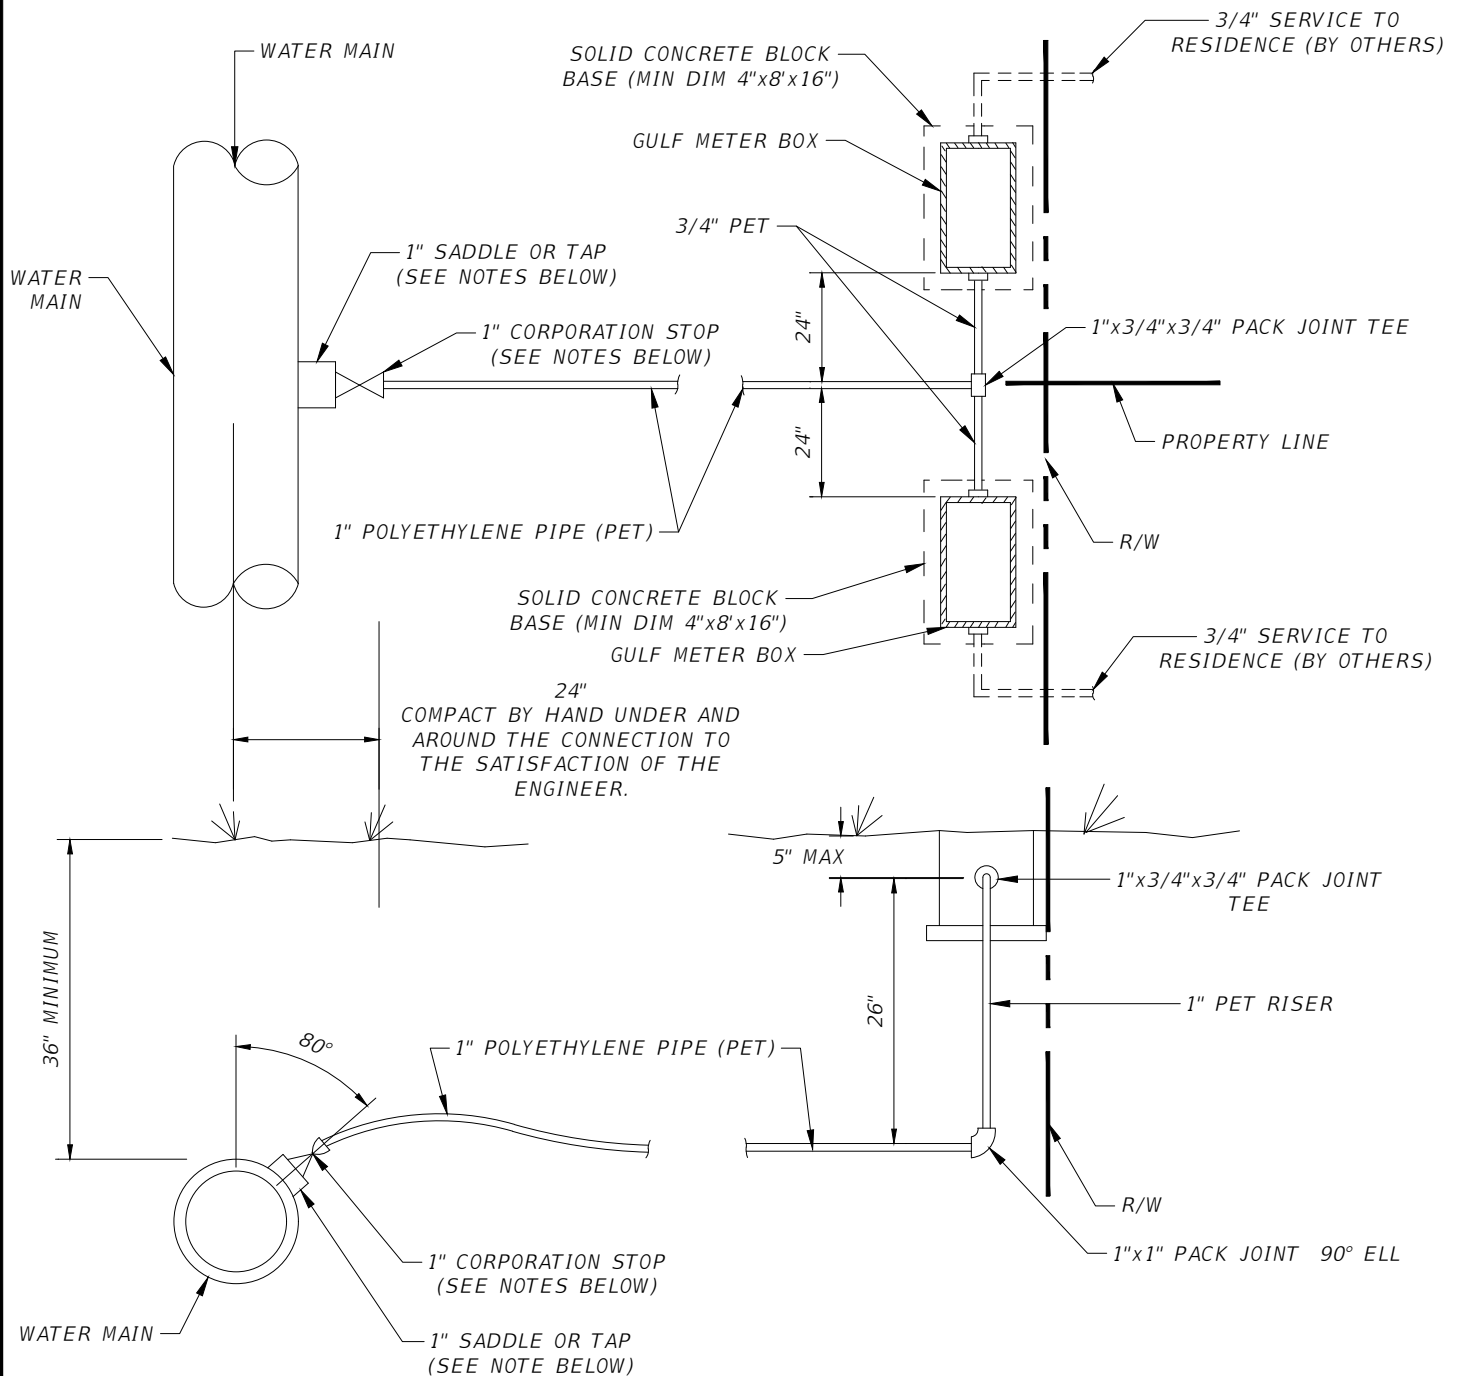 3/4" SERVICE TO
RESIDENCE (BY OTHERS)
WATER MAIN
SOLID CONCRETE BLOCK
BASE (MIN DIM 4"x8'x16")
GULF METER BOX
3/4" PET
1" SADDLE OR TAP
(SEE NOTES BELOW)
WATER
MAIN
1" CORPORATION STOP
(SEE NOTES BELOW)
24"
1"x3/4"x3/4" PACK JOINT TEE
24"
PROPERTY LINE
1" POLYETHYLENE PIPE (PET)
R/W
SOLID CONCRETE BLOCK
BASE (MIN DIM 4"x8'x16")
GULF METER BOX
3/4" SERVICE TO
RESIDENCE (BY OTHERS)
24"
COMPACT BY HAND UNDER AND
AROUND THE CONNECTION TO
THE SATISFACTION OF THE
ENGINEER.
5" MAX
1"x3/4"x3/4" PACK JOINT
TEE
36" MINIMUM
26"
1" PET RISER
80°
1" POLYETHYLENE PIPE (PET)
R/W
1"x1" PACK JOINT 90° ELL
1" CORPORATION STOP
(SEE NOTES BELOW)
WATER MAIN
1" SADDLE OR TAP
(SEE NOTE BELOW)